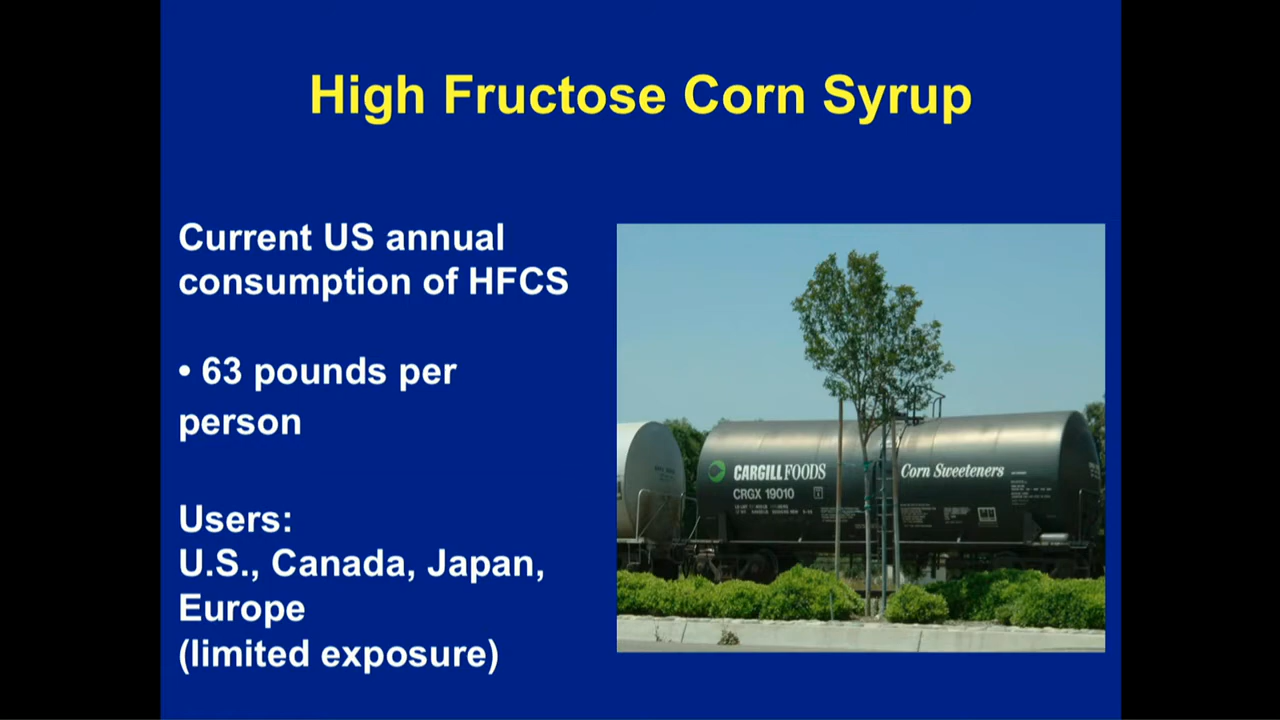 High Fructose Corn Syrup
Current US annual
consumption of HFCS
• 63 pounds per
person
Users:
U.S., Canada, Japan,
Europe
(limited exposure)
CARGILL FOODS
Corn Sweeteners
CRGX 19010